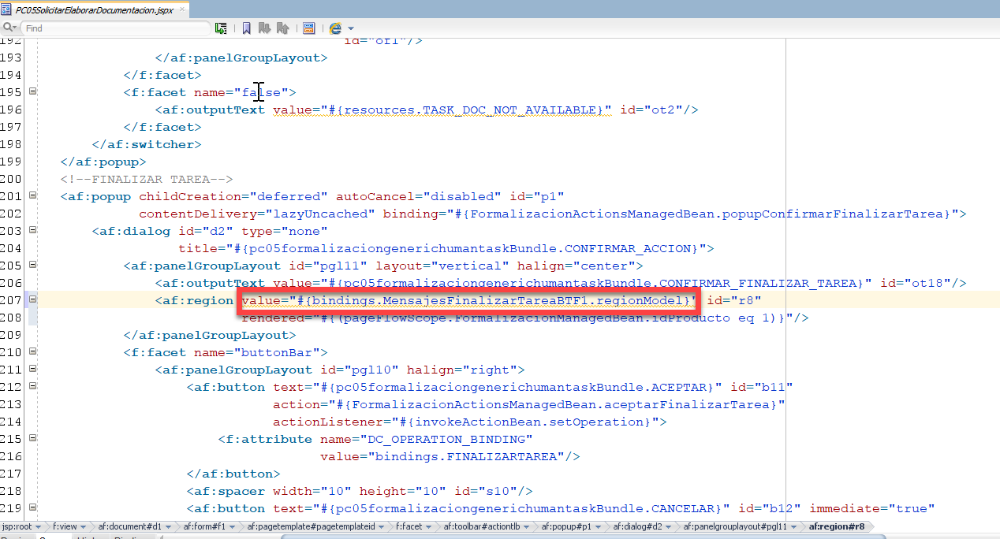 PC05SolicitarElaborarDocumentacion.jspx
Find
192 id="of1"/>
193 </af:panelGroupLayout>
194 </f:facet>
195 <f:facet name="false">
196 <af:outputText value="#{resources.TASK_DOC_NOT_AVAILABLE}" id="ot2"/>
197 </f:facet>
198 </af:switcher>
199 </af:popup>
200 <!--FINALIZAR TAREA-->
201 <af:popup childCreation="deferred" autoCancel="disabled" id="p1"
202 contentDelivery="lazyUncached" binding="#{FormalizacionActionsManagedBean.popupConfirmarFinalizarTarea}">
203 <af:dialog id="d2" type="none"
204 title="#{pc05formalizaciongenerichumantaskBundle.CONFIRMAR_ACCION}">
205 <af:panelGroupLayout id="pgl11" layout="vertical" halign="center">
206 <af:outputText value="#{pc05formalizaciongenerichumantaskBundle.CONFIRMAR_FINALIZAR_TAREA}" id="ot18"/>
207 <af:region value="#{bindings.MensajesFinalizarTareaBTF1.regionModel}" id="r8"
208 rendered="#{(pageFlowScope.FormalizacionManagedBean.idProducto eq 1)}"/>
209 </af:panelGroupLayout>
210 <f:facet name="buttonBar">
211 <af:panelGroupLayout id="pgl10" halign="right">
212 <af:button text="#{pc05formalizaciongenerichumantaskBundle.ACEPTAR}" id="b11"
213 action="#{FormalizacionActionsManagedBean.aceptarFinalizarTarea}"
214 actionListener="#{invokeActionBean.setOperation}">
215 <f:attribute name="DC_OPERATION_BINDING"
216 value="bindings.FINALIZARTAREA"/>
217 </af:button>
218 <af:spacer width="10" height="10" id="s10"/>
219 <af:button text="#{pc05formalizaciongenerichumantaskBundle.CANCELAR}" id="b12" immediate="true"
jsp:root f:view af:document#d1 af:form#f1 af:pagetemplate#pagetemplateid f:facet af:toolbar#actiontlb af:popup#p1 af:dialog#d2 af:panelgrouplayout#pgl11 af:region#r8